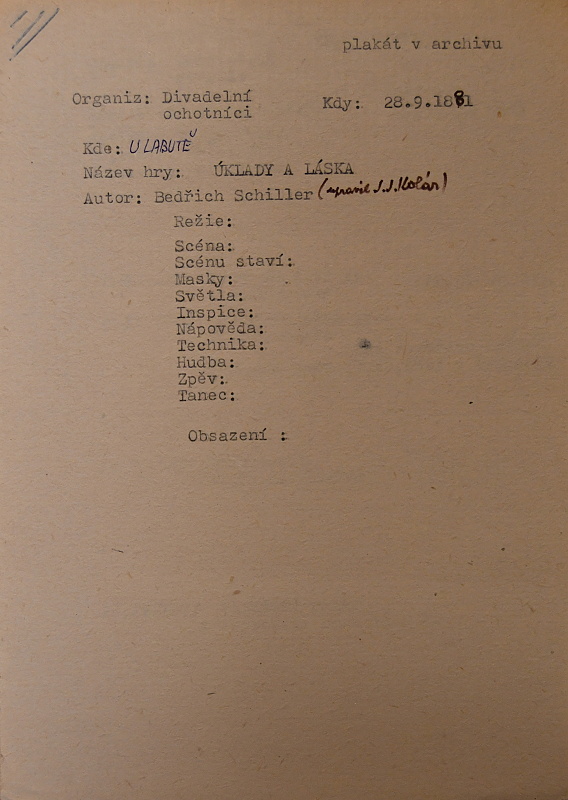 plakát v archivu
Organiz: Divadelní
ochotníci
Kdy: 28.9.1881
Kde: U LABUTĚ
Název hry: ÚKLADY A LÁSKA
Autor: Bedřich Schiller (upravil J.J.Kolár)
Režie:
Scéna:
Scénu staví:
Masky:
Světla:
Inspice:
Nápověda:
Technika:
Hudba:
Zpěv:
Tanec:
Obsazení :